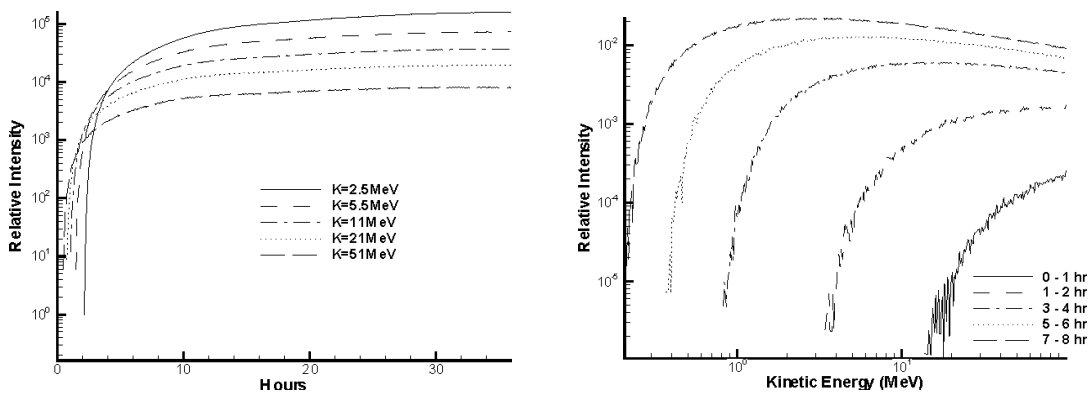 10⁵
10⁴
10³
10²
10¹
10⁰
Relative Intensity
K=2.5MeV
K=5.5MeV
K=11MeV
K=21MeV
K=51MeV
0
10
20
30
Hours
10⁻²
10⁻³
10⁻⁴
10⁻⁵
Relative Intensity
0 - 1 hr
1 - 2 hr
3 - 4 hr
5 - 6 hr
7 - 8 hr
10⁰
10¹
Kinetic Energy (MeV)